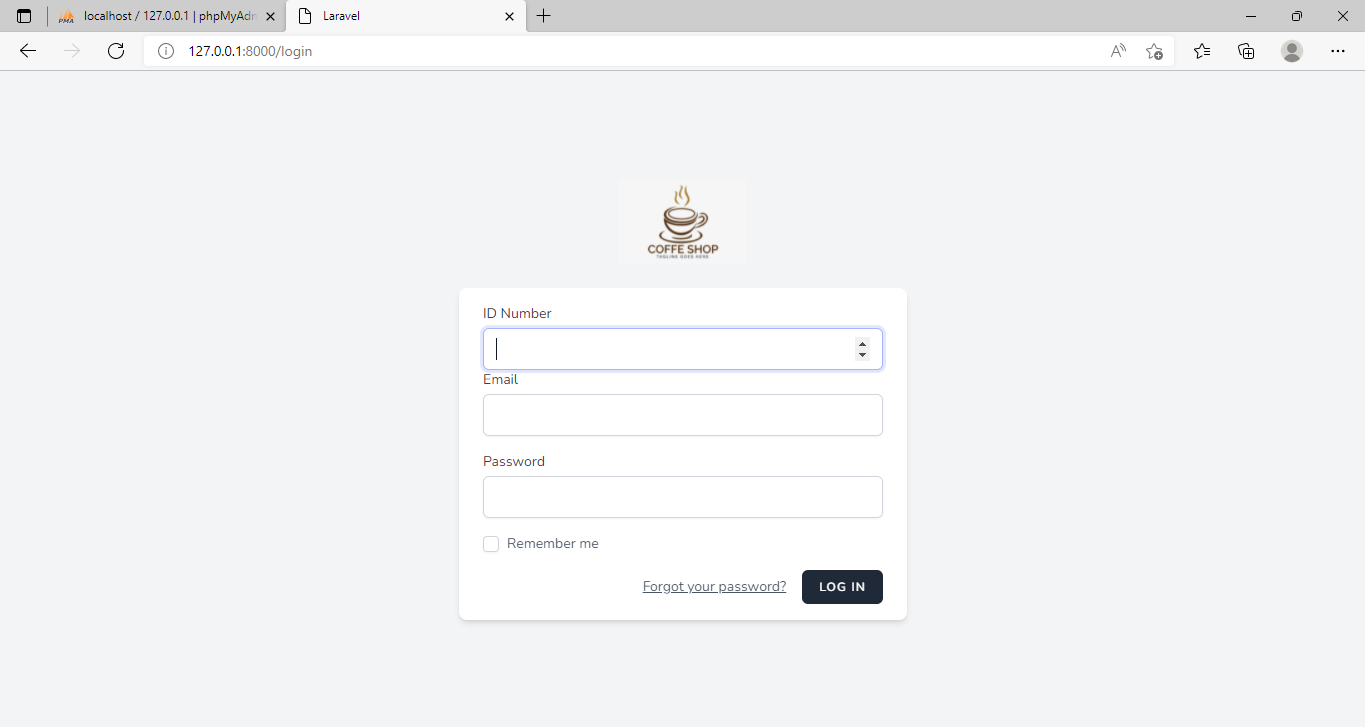 localhost / 127.0.0.1 | phpMyAdm
Laravel
127.0.0.1:8000/login
COFFE SHOP
TAGLINE GOES HERE
ID Number
Email
Password
Remember me
Forgot your password?
LOG IN